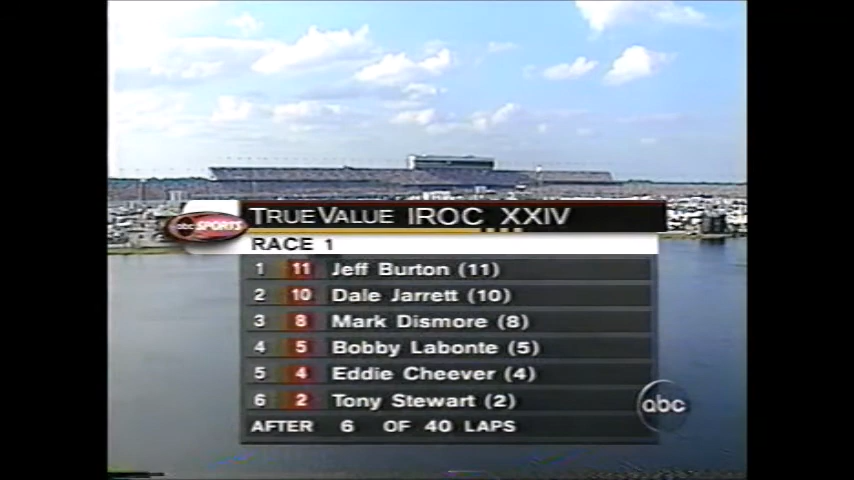 abc SPORTS TRUEVALUE IROC XXIV
RACE 1
1 11 Jeff Burton (11)
2 10 Dale Jarrett (10)
3 8 Mark Dismore (8)
4 5 Bobby Labonte (5)
5 4 Eddie Cheever (4)
6 2 Tony Stewart (2)
AFTER 6 OF 40 LAPS
abc